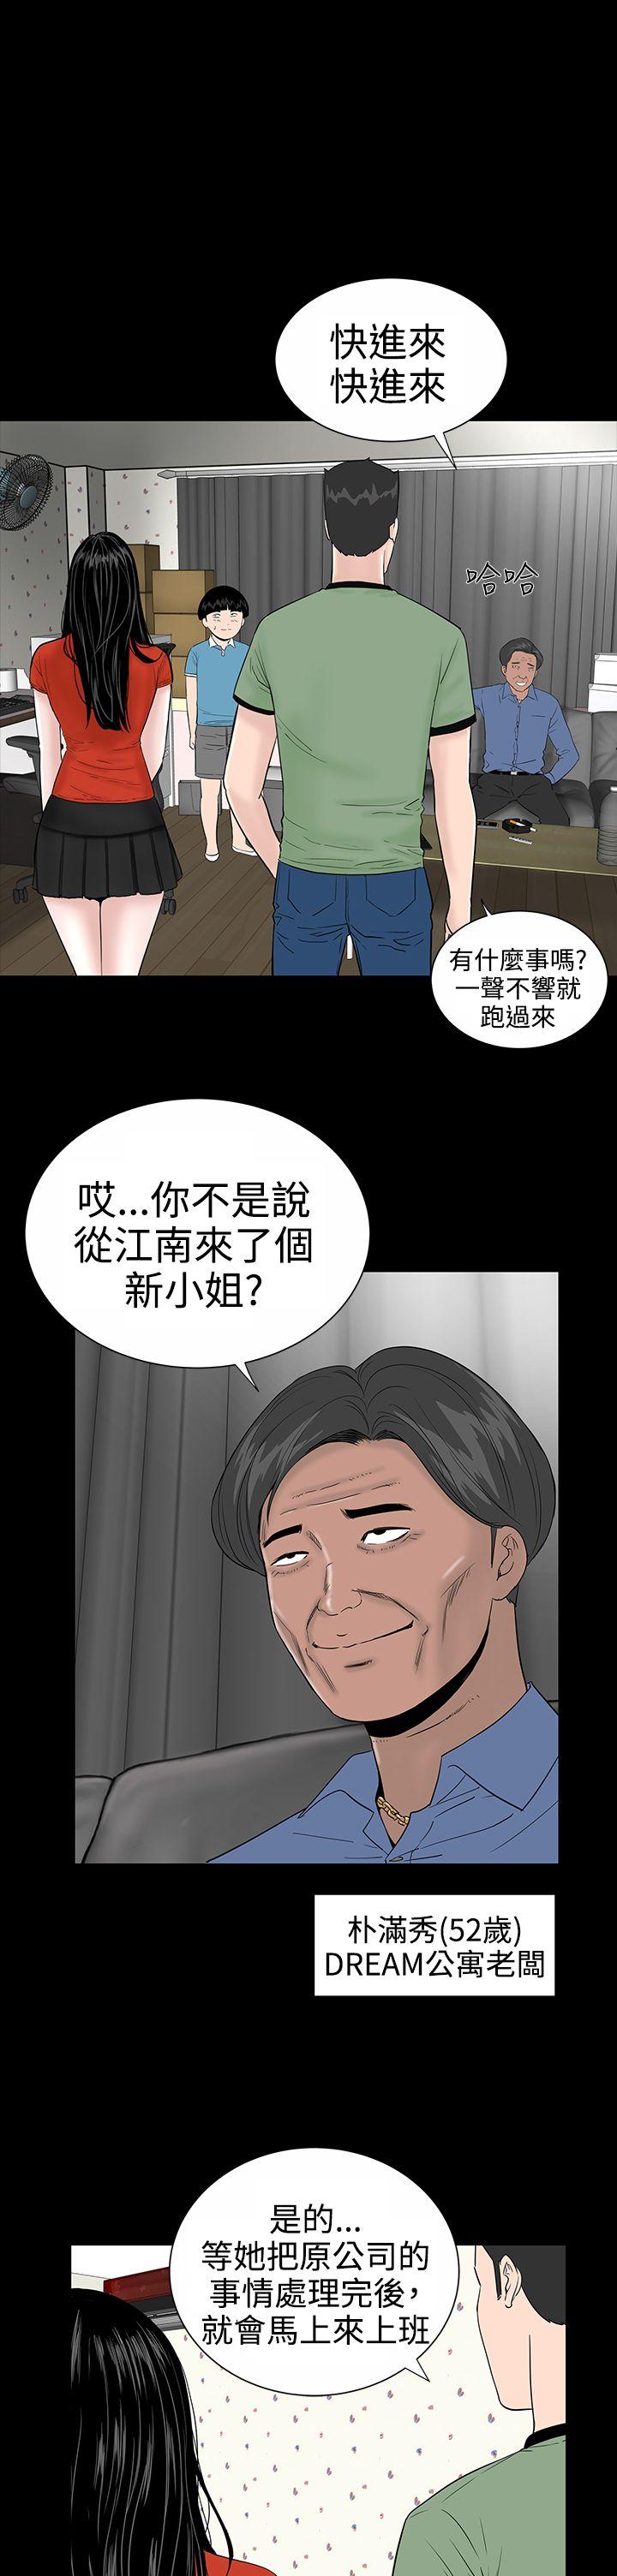 快進來
快進來
哈哈
有什麼事嗎?
一聲不響就
跑過來
哎...你不是說
從江南來了個
新小姐?
朴滿秀(52歲)
DREAM公寓老闆
是的...
等她把原公司的
事情處理完後,
就會馬上來上班